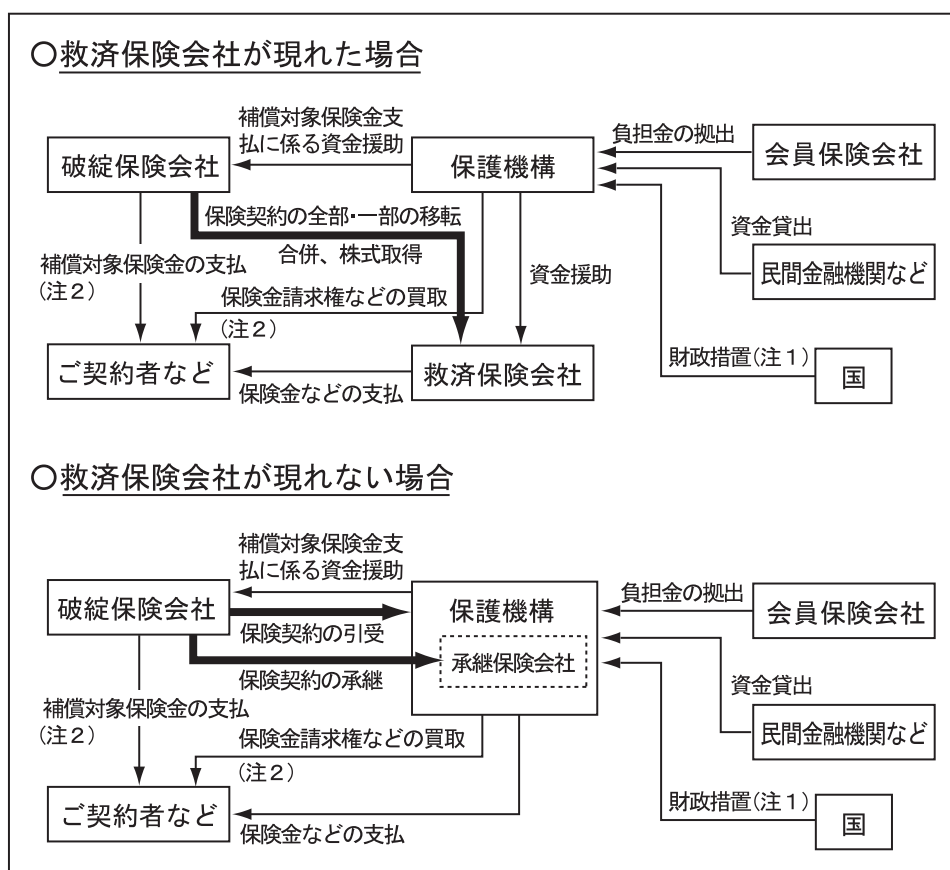 ○救済保険会社が現れた場合
補償対象保険金支
払に係る資金援助
負担金の拠出
破綻保険会社
保護機構
会員保険会社
保険契約の全部・一部の移転
合併、株式取得
資金貸出
補償対象保険金の支払
(注２)
資金援助
民間金融機関など
保険金請求権などの買取
(注２)
ご契約者など
救済保険会社
財政措置(注１)
国
保険金などの支払
○救済保険会社が現れない場合
補償対象保険金支
払に係る資金援助
負担金の拠出
破綻保険会社
保護機構
会員保険会社
保険契約の引受
承継保険会社
保険契約の承継
資金貸出
補償対象保険金の支払
(注２)
民間金融機関など
保険金請求権などの買取
(注２)
財政措置(注１)
ご契約者など
国
保険金などの支払